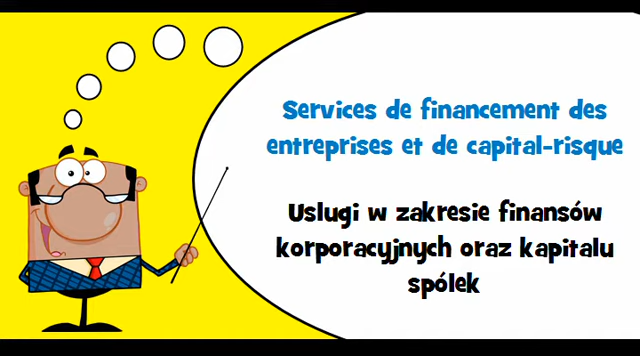 Services de financement des
entreprises et de capital-risque
Uslugi w zakresie finansów
korporacyjnych oraz kapitalu
spólek